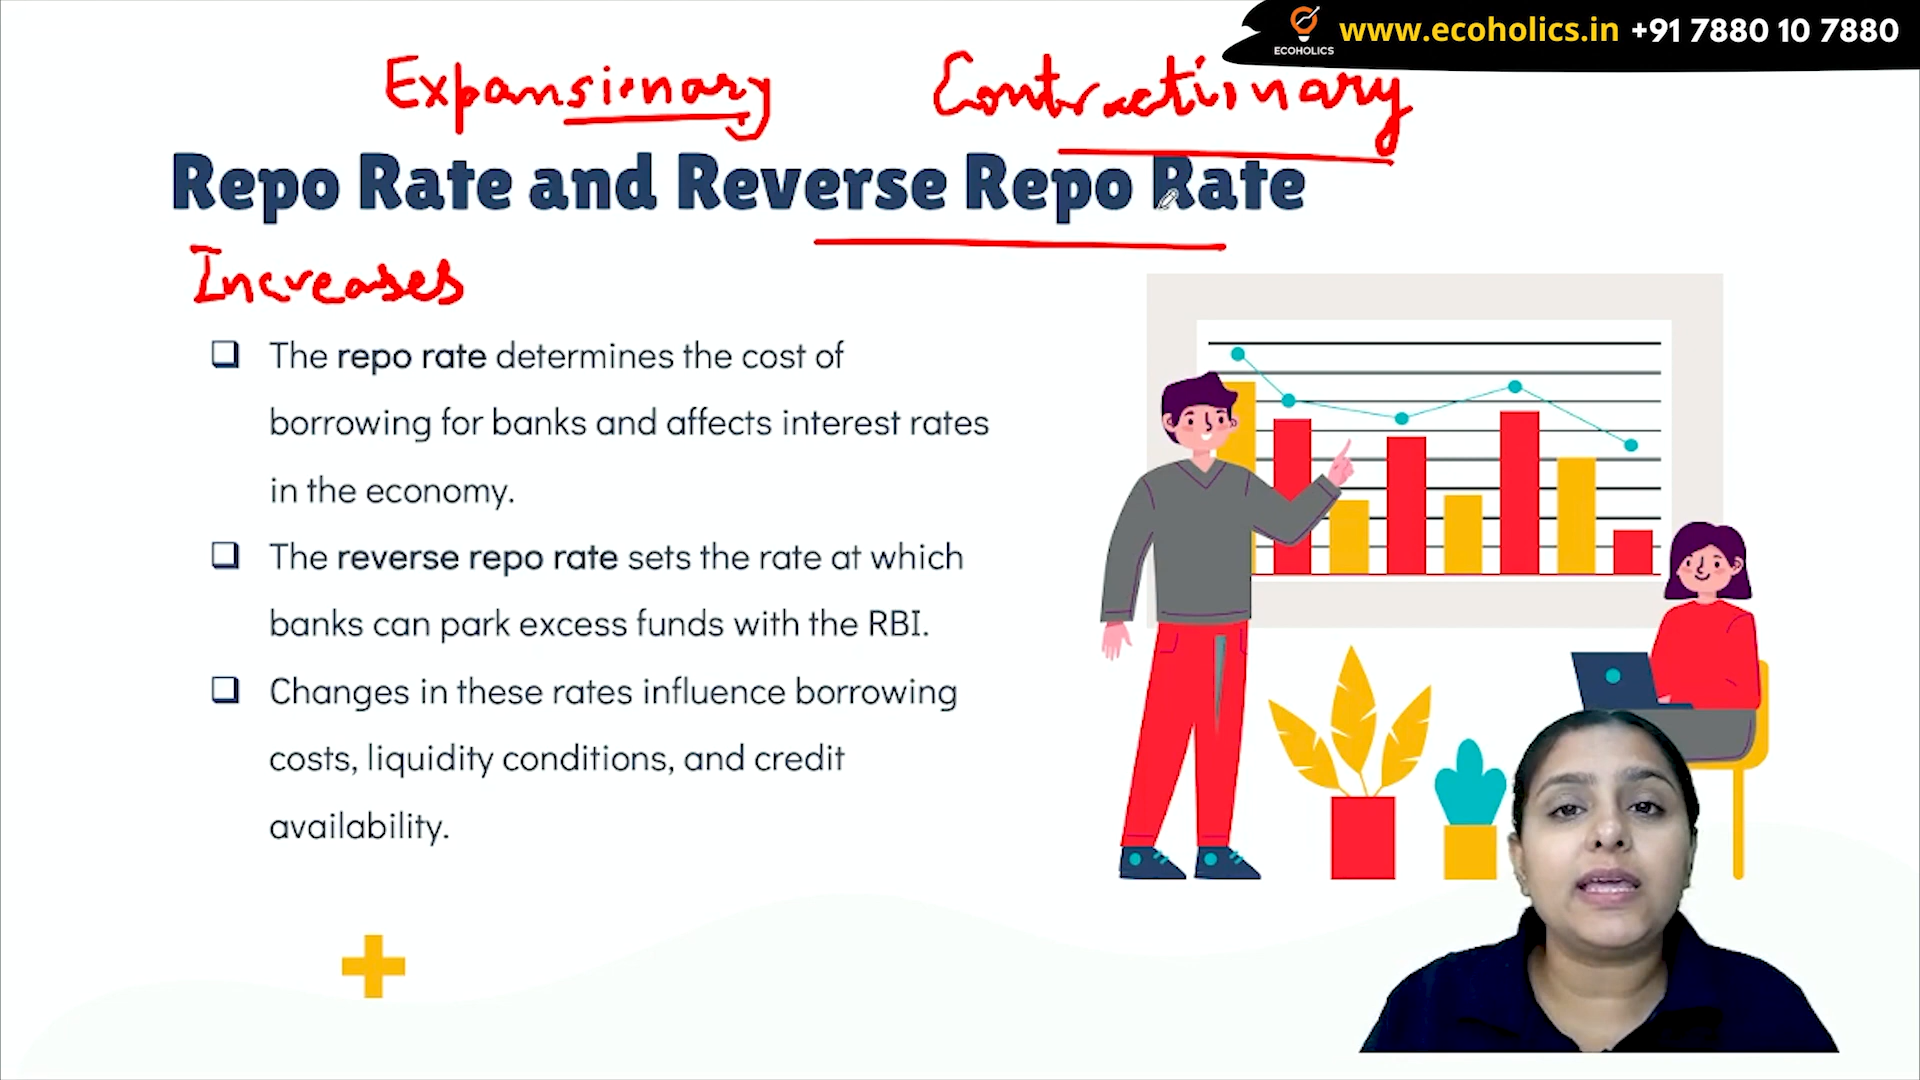 ECOHOLICS
www.ecoholics.in +91 7880 10 7880
Expansionary Contractionary
Repo Rate and Reverse Repo Rate
Increases
The repo rate determines the cost of
borrowing for banks and affects interest rates
in the economy.
The reverse repo rate sets the rate at which
banks can park excess funds with the RBI.
Changes in these rates influence borrowing
costs, liquidity conditions, and credit
availability.